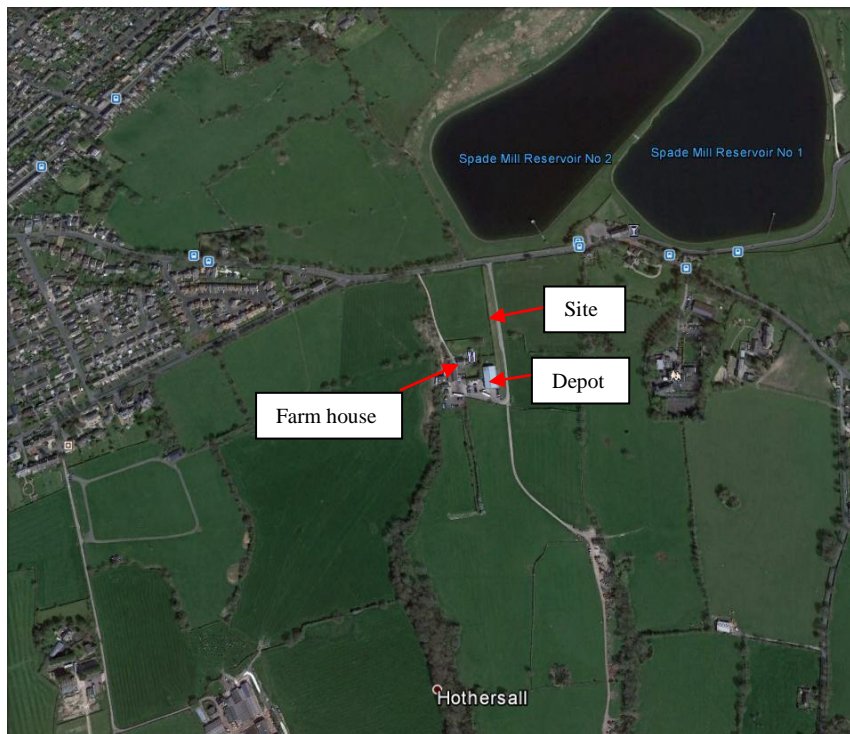 Spade Mill Reservoir No 2
Spade Mill Reservoir No 1
Site
Depot
Farm house
Hothersall